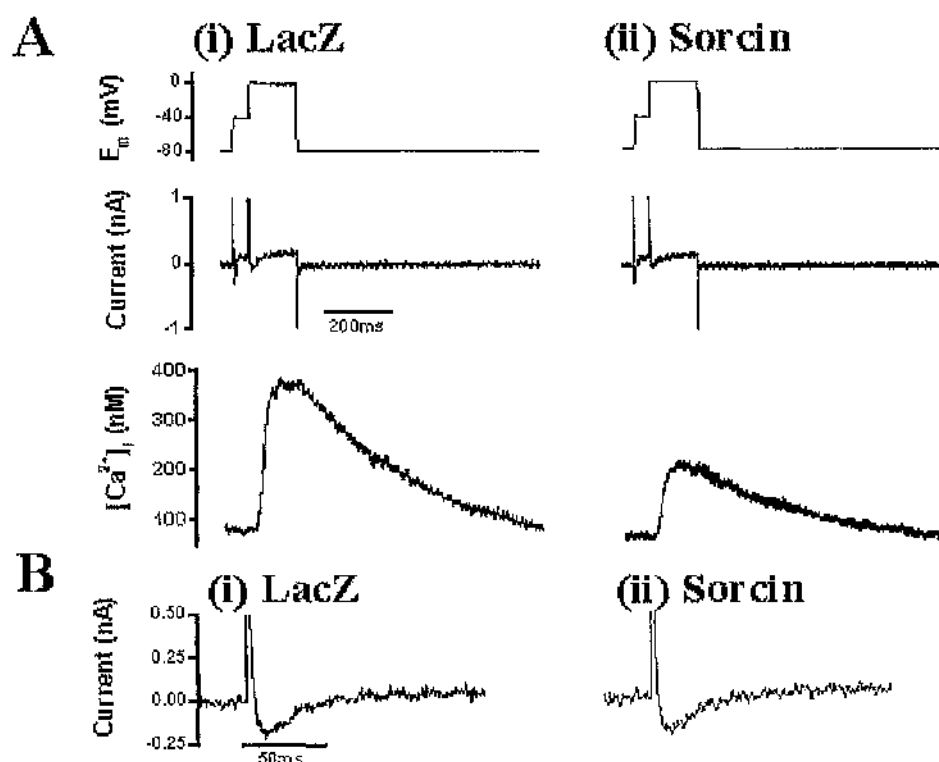 A
(i) LacZ
(ii) Sorcin
Em (mV)
0
-40
-80
Current (nA)
1
0
-1
200ms
[Ca2+]i (nM)
400
300
200
100
B
(i) LacZ
(ii) Sorcin
Current (nA)
0.50
0.25
0.00
-0.25
50ms